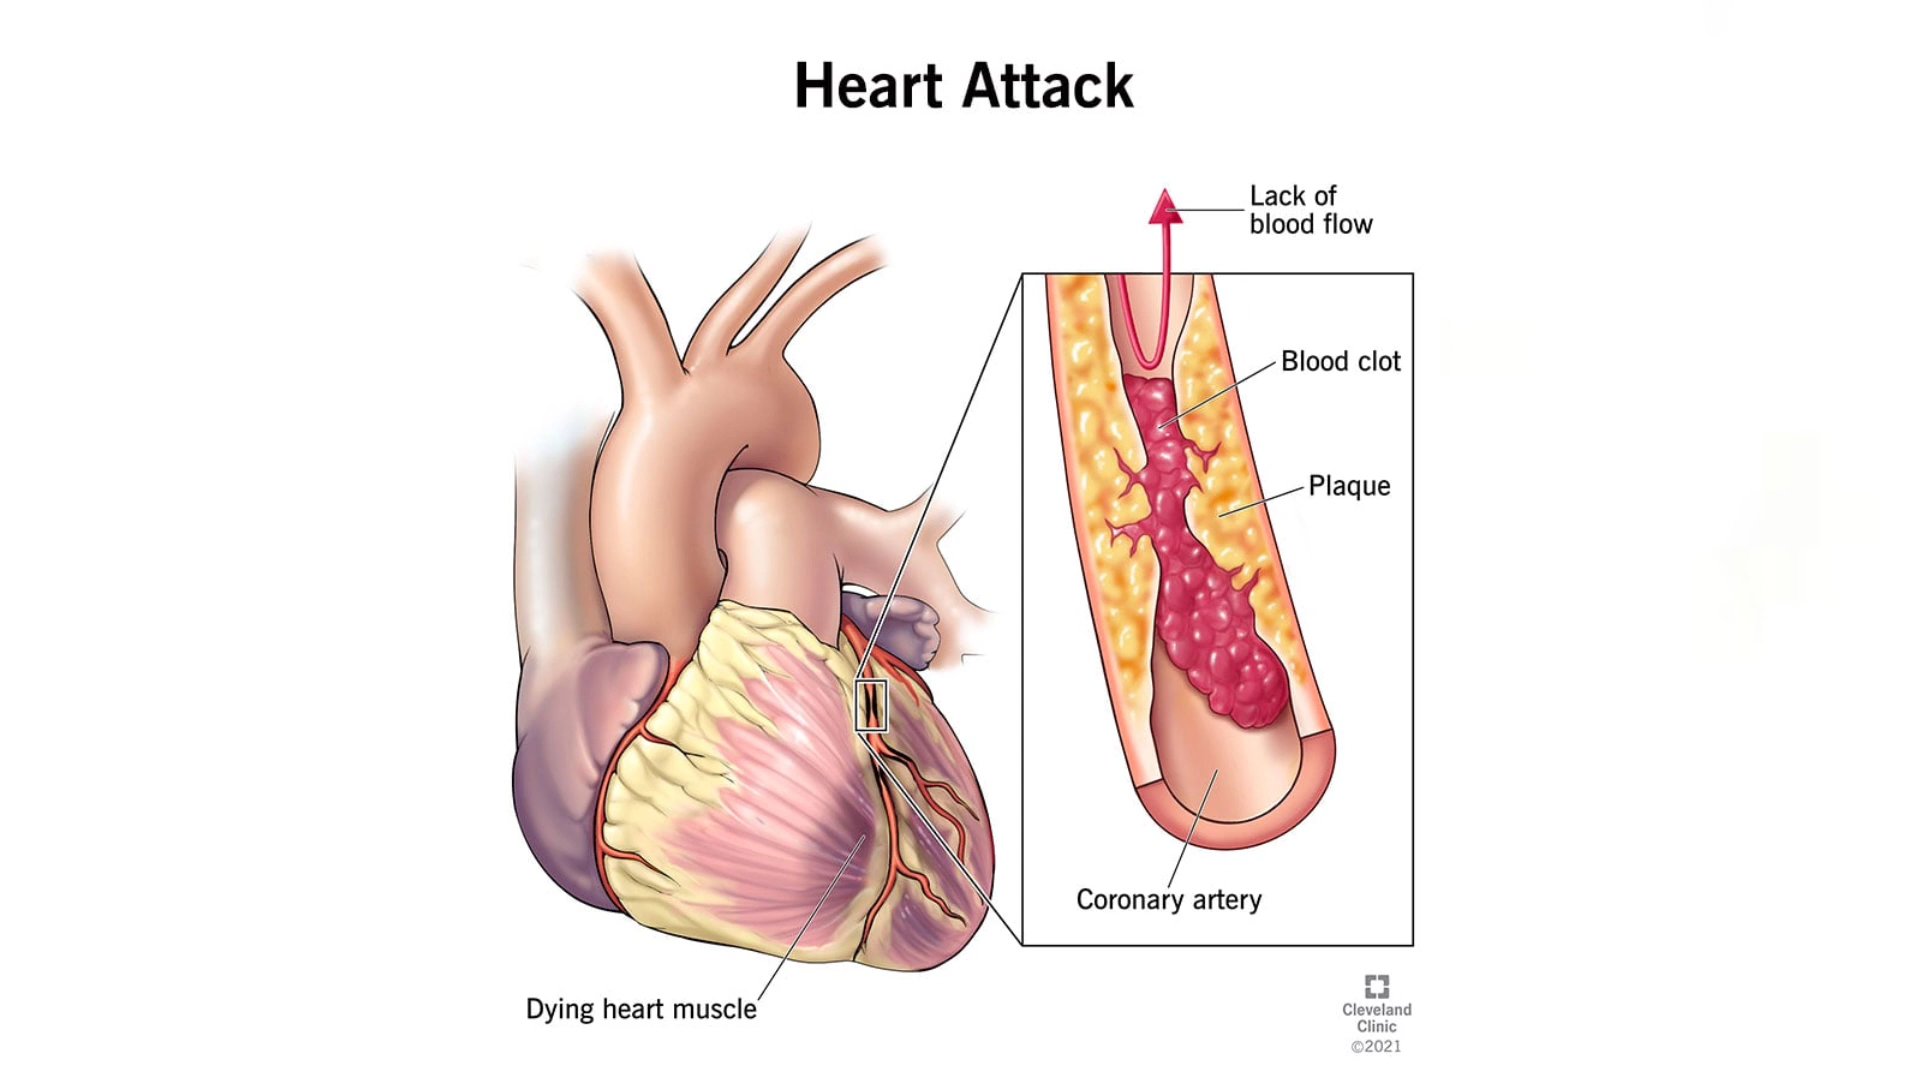 Heart Attack
Lack of
blood flow
Blood clot
Plaque
Coronary artery
Dying heart muscle
Cleveland
Clinic
©2021